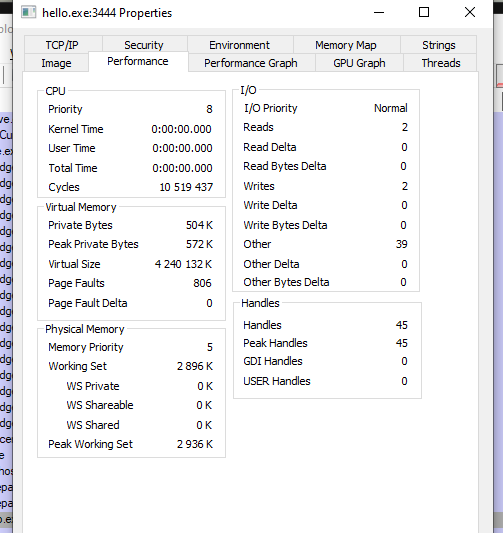 hello.exe:3444 Properties
TCP/IP Security Environment Memory Map Strings
Image Performance Performance Graph GPU Graph Threads
CPU
Priority 8
Kernel Time 0:00:00.000
User Time 0:00:00.000
Total Time 0:00:00.000
Cycles 10 519 437
Virtual Memory
Private Bytes 504 K
Peak Private Bytes 572 K
Virtual Size 4 240 132 K
Page Faults 806
Page Fault Delta 0
Physical Memory
Memory Priority 5
Working Set 2 896 K
WS Private 0 K
WS Shareable 0 K
WS Shared 0 K
Peak Working Set 2 936 K
I/O
I/O Priority Normal
Reads 2
Read Delta 0
Read Bytes Delta 0
Writes 2
Write Delta 0
Write Bytes Delta 0
Other 39
Other Delta 0
Other Bytes Delta 0
Handles
Handles 45
Peak Handles 45
GDI Handles 0
USER Handles 0